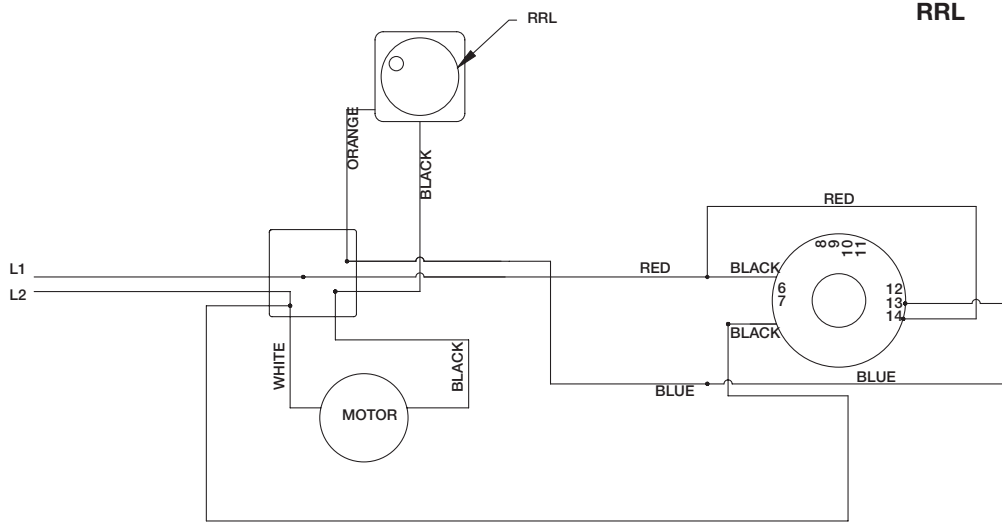 RRL
RRL
ORANGE
BLACK
RED
L1
RED
BLACK
L2
8
9
10
11
6
7
12
13
14
BLACK
WHITE
BLACK
BLUE
BLUE
MOTOR